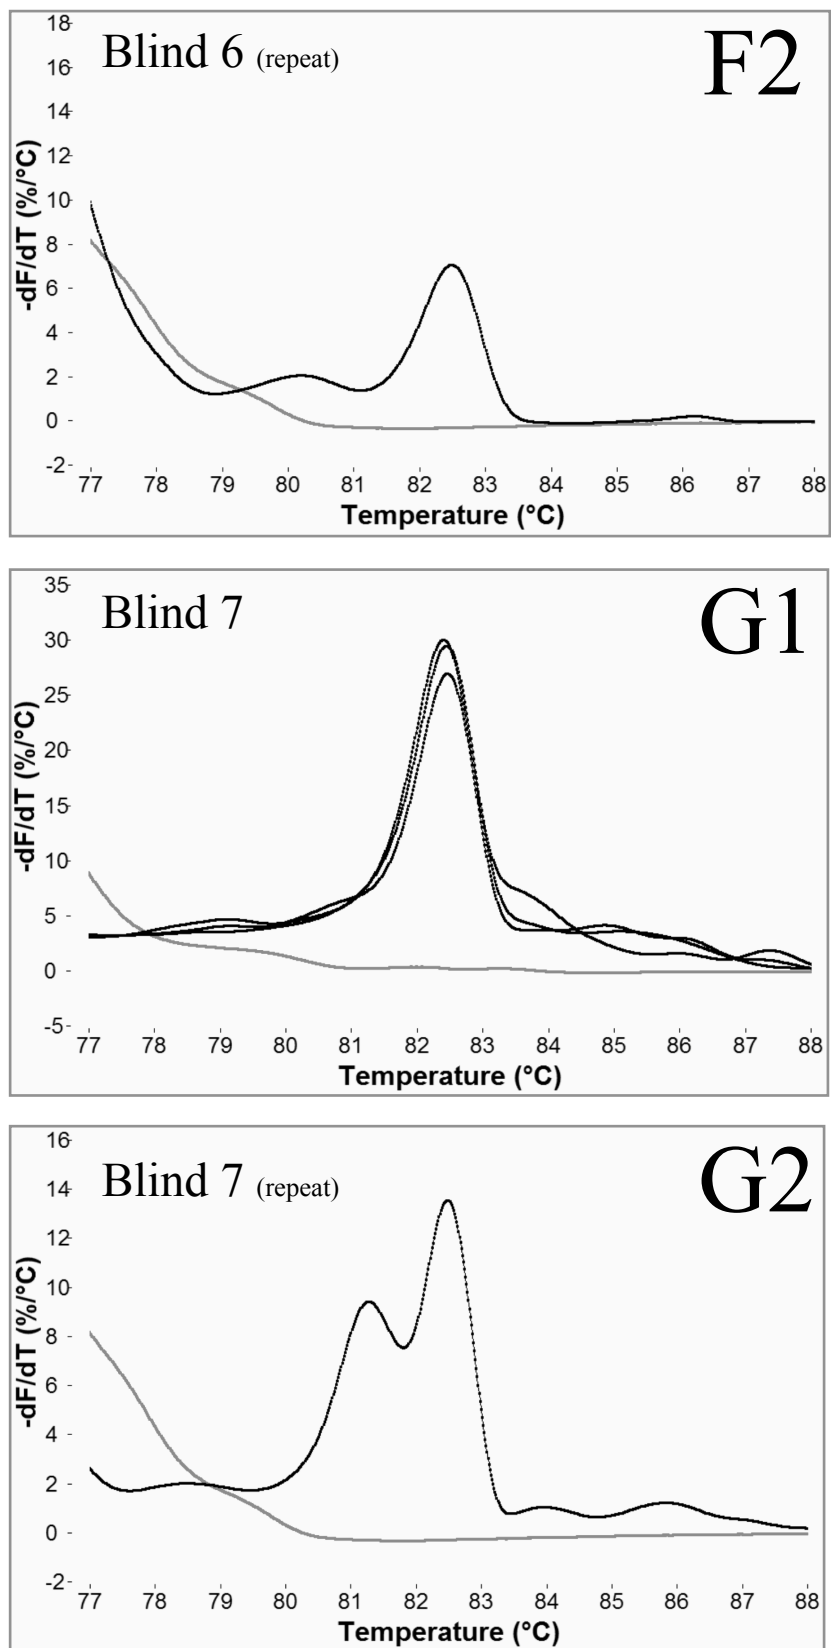 Blind 6 (repeat) F2
18
16
14
12
10
8
6
4
2
0
-2
-dF/dT (%/°C)
77 78 79 80 81 82 83 84 85 86 87 88
Temperature (°C)
Blind 7 G1
35
30
25
20
15
10
5
0
-5
-dF/dT (%/°C)
77 78 79 80 81 82 83 84 85 86 87 88
Temperature (°C)
Blind 7 (repeat) G2
16
14
12
10
8
6
4
2
0
-2
-dF/dT (%/°C)
77 78 79 80 81 82 83 84 85 86 87 88
Temperature (°C)